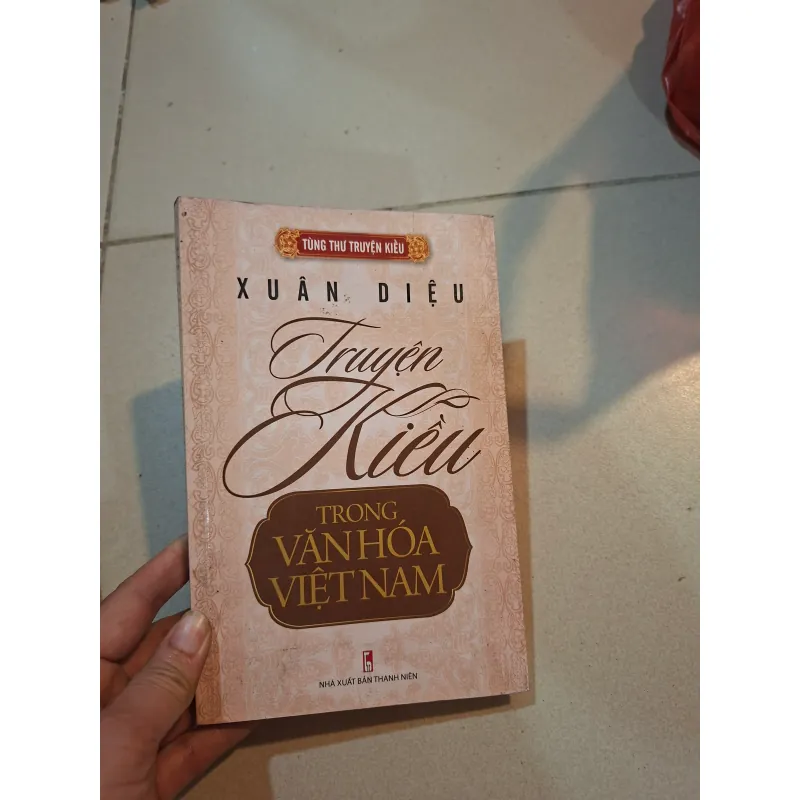 TÙNG THƯ TRUYỆN KIỀU
XUÂN DIỆU
Truyện
Kiều
TRONG
VĂN HÓA
VIỆT NAM
NHÀ XUẤT BẢN THANH NIÊN